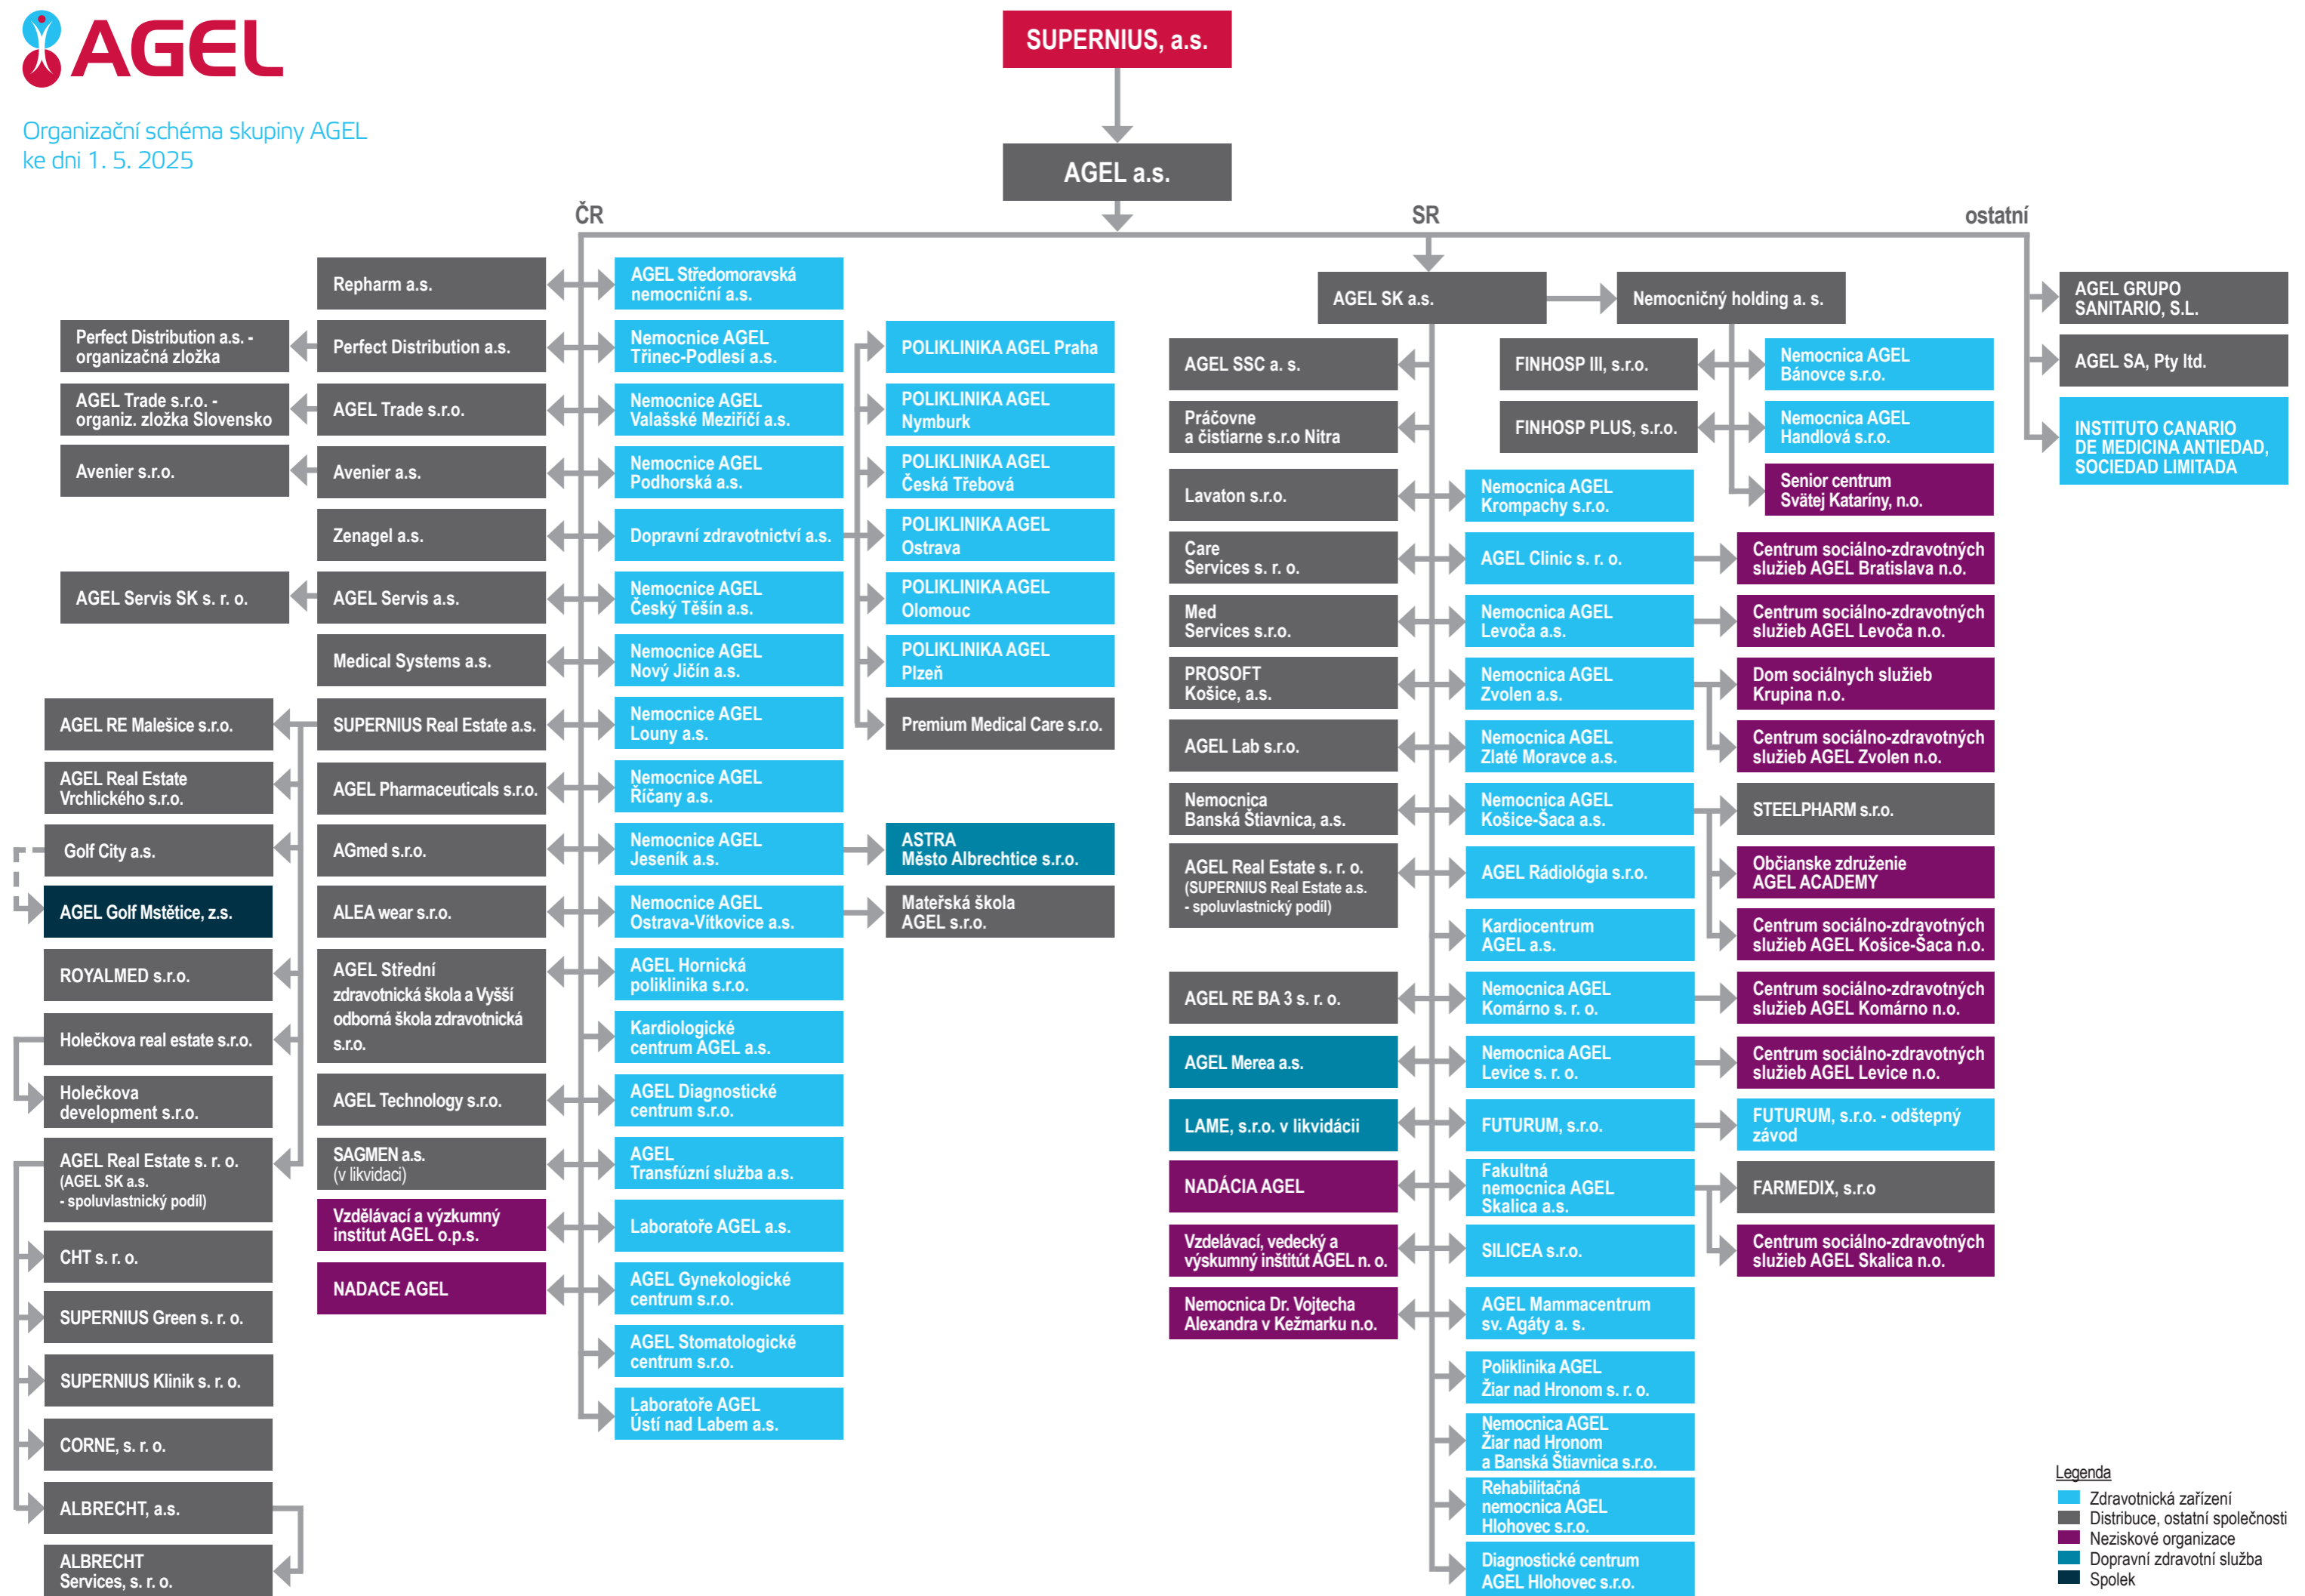 AGEL
Organizační schéma skupiny AGEL
ke dni 1. 5. 2025
SUPERNIUS, a.s.
AGEL a.s.
ČR
SR
ostatní
Perfect Distribution a.s. -
organizačná zložka
AGEL Trade s.r.o. -
organiz. zložka Slovensko
Avenier s.r.o.
AGEL Servis SK s. r. o.
AGEL RE Malešice s.r.o.
AGEL Real Estate
Vrchlického s.r.o.
Golf City a.s.
AGEL Golf Mstětice, z.s.
ROYALMED s.r.o.
Holečkova real estate s.r.o.
Holečkova
development s.r.o.
AGEL Real Estate s. r. o.
(AGEL SK a.s.
- spoluvlastnický podíl)
CHT s. r. o.
SUPERNIUS Green s. r. o.
SUPERNIUS Klinik s. r. o.
CORNE, s. r. o.
ALBRECHT, a.s.
ALBRECHT
Services, s. r. o.
Repharm a.s.
Perfect Distribution a.s.
AGEL Trade s.r.o.
Avenier a.s.
Zenagel a.s.
AGEL Servis a.s.
Medical Systems a.s.
SUPERNIUS Real Estate a.s.
AGEL Pharmaceuticals s.r.o.
AGmed s.r.o.
ALEA wear s.r.o.
AGEL Střední
zdravotnická škola a Vyšší
odborná škola zdravotnická
s.r.o.
AGEL Technology s.r.o.
SAGMEN a.s.
(v likvidaci)
Vzdělávací a výzkumný
institut AGEL o.p.s.
NADACE AGEL
AGEL Středomoravská
nemocniční a.s.
Nemocnice AGEL
Třinec-Podlesí a.s.
Nemocnice AGEL
Valašské Meziříčí a.s.
Nemocnice AGEL
Podhorská a.s.
Dopravní zdravotnictví a.s.
Nemocnice AGEL
Český Těšín a.s.
Nemocnice AGEL
Nový Jičín a.s.
Nemocnice AGEL
Louny a.s.
Nemocnice AGEL
Říčany a.s.
Nemocnice AGEL
Jeseník a.s.
Nemocnice AGEL
Ostrava-Vítkovice a.s.
AGEL Hornická
poliklinika s.r.o.
Kardiologické
centrum AGEL a.s.
AGEL Diagnostické
centrum s.r.o.
AGEL
Transfúzní služba a.s.
Laboratoře AGEL a.s.
AGEL Gynekologické
centrum s.r.o.
AGEL Stomatologické
centrum s.r.o.
Laboratoře AGEL
Ústí nad Labem a.s.
POLIKLINIKA AGEL Praha
POLIKLINIKA AGEL
Nymburk
POLIKLINIKA AGEL
Česká Třebová
POLIKLINIKA AGEL
Ostrava
POLIKLINIKA AGEL
Olomouc
POLIKLINIKA AGEL
Plzeň
Premium Medical Care s.r.o.
ASTRA
Město Albrechtice s.r.o.
Mateřská škola
AGEL s.r.o.
AGEL SK a.s.
Nemocničný holding a. s.
AGEL SSC a. s.
Práčovne
a čistiarne s.r.o Nitra
Lavaton s.r.o.
Care
Services s. r. o.
Med
Services s.r.o.
PROSOFT
Košice, a.s.
AGEL Lab s.r.o.
Nemocnica
Banská Štiavnica, a.s.
AGEL Real Estate s. r. o.
(SUPERNIUS Real Estate a.s.
- spoluvlastnický podíl)
AGEL RE BA 3 s. r. o.
AGEL Merea a.s.
LAME, s.r.o. v likvidácii
NADÁCIA AGEL
Vzdelávací, vedecký a
výskumný inštitút AGEL n. o.
Nemocnica Dr. Vojtecha
Alexandra v Kežmarku n.o.
FINHOSP III, s.r.o.
FINHOSP PLUS, s.r.o.
Nemocnica AGEL
Krompachy s.r.o.
AGEL Clinic s. r. o.
Nemocnica AGEL
Levoča a.s.
Nemocnica AGEL
Zvolen a.s.
Nemocnica AGEL
Zlaté Moravce a.s.
Nemocnica AGEL
Košice-Šaca a.s.
AGEL Rádiológia s.r.o.
Kardiocentrum
AGEL a.s.
Nemocnica AGEL
Komárno s. r. o.
Nemocnica AGEL
Levice s. r. o.
FUTURUM, s.r.o.
Fakultná
nemocnica AGEL
Skalica a.s.
SILICEA s.r.o.
AGEL Mammacentrum
sv. Agáty a. s.
Poliklinika AGEL
Žiar nad Hronom s. r. o.
Nemocnica AGEL
Žiar nad Hronom
a Banská Štiavnica s.r.o.
Rehabilitačná
nemocnica AGEL
Hlohovec s.r.o.
Diagnostické centrum
AGEL Hlohovec s.r.o.
Nemocnica AGEL
Bánovce s.r.o.
Nemocnica AGEL
Handlová s.r.o.
Senior centrum
Svätej Kataríny, n.o.
Centrum sociálno-zdravotných
služieb AGEL Bratislava n.o.
Centrum sociálno-zdravotných
služieb AGEL Levoča n.o.
Dom sociálnych služieb
Krupina n.o.
Centrum sociálno-zdravotných
služieb AGEL Zvolen n.o.
STEELPHARM s.r.o.
Občianske združenie
AGEL ACADEMY
Centrum sociálno-zdravotných
služieb AGEL Košice-Šaca n.o.
Centrum sociálno-zdravotných
služieb AGEL Komárno n.o.
Centrum sociálno-zdravotných
služieb AGEL Levice n.o.
FUTURUM, s.r.o. - odštepný
závod
FARMEDIX, s.r.o
Centrum sociálno-zdravotných
služieb AGEL Skalica n.o.
AGEL GRUPO
SANITARIO, S.L.
AGEL SA, Pty ltd.
INSTITUTO CANARIO
DE MEDICINA ANTIEDAD,
SOCIEDAD LIMITADA
Legenda
Zdravotnická zařízení
Distribuce, ostatní společnosti
Neziskové organizace
Dopravní zdravotní služba
Spolek